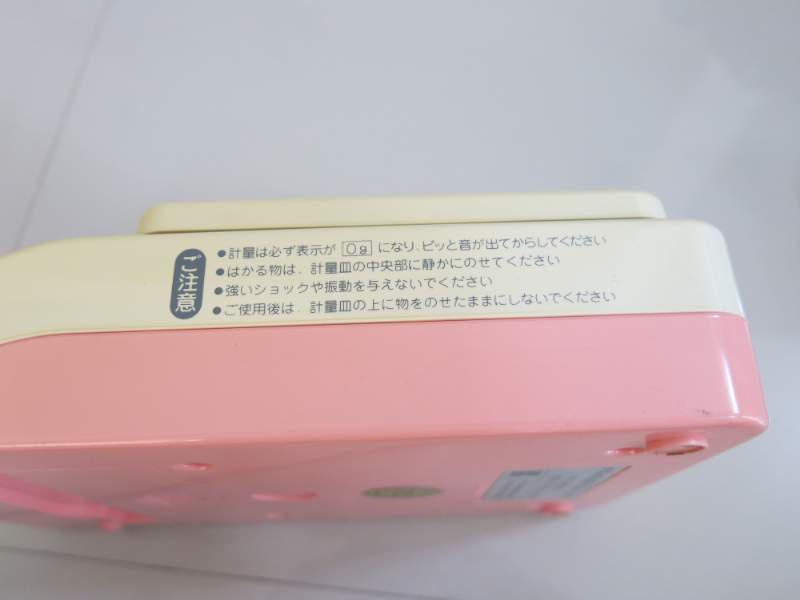 ご注意
●計量は必ず表示が 0g になり、ピッと音が出てからしてください
●はかる物は、計量皿の中央部に静かにのせてください
●強いショックや振動を与えないでください
●ご使用後は、計量皿の上に物をのせたままにしないでください